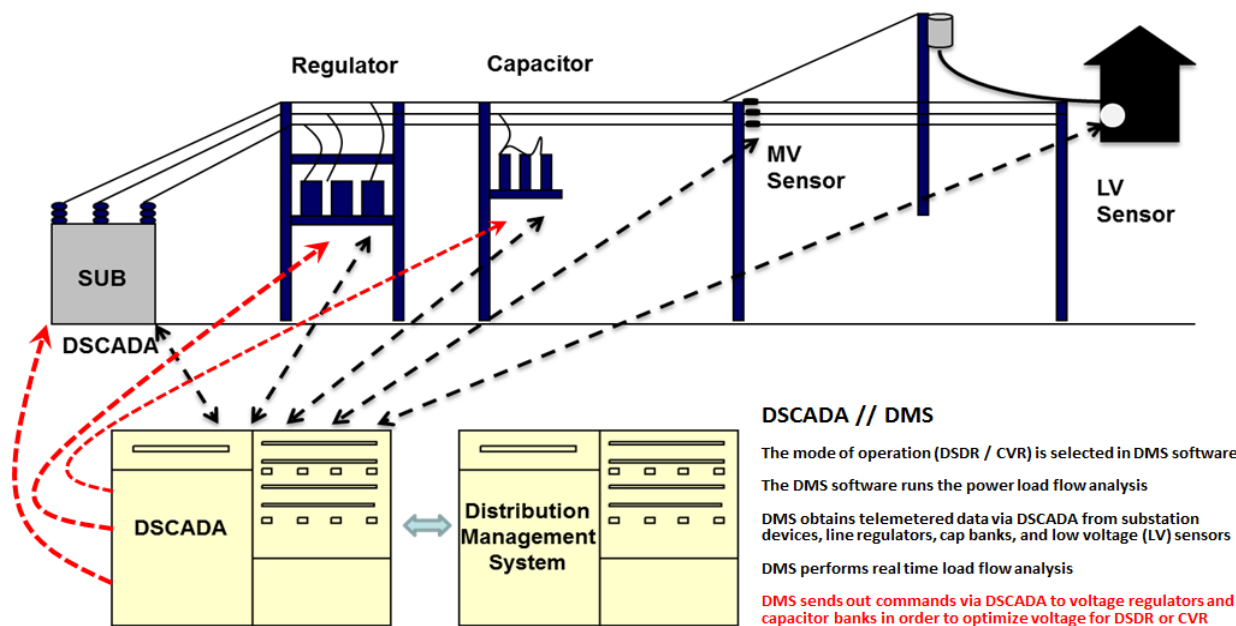 Regulator
Capacitor
MV
Sensor
LV
Sensor
SUB
DSCADA
DSCADA
Distribution
Management
System
DSCADA // DMS
The mode of operation (DSDR / CVR) is selected in DMS software
The DMS software runs the power load flow analysis
DMS obtains telemetered data via DSCADA from substation
devices, line regulators, cap banks, and low voltage (LV) sensors
DMS performs real time load flow analysis
DMS sends out commands via DSCADA to voltage regulators and
capacitor banks in order to optimize voltage for DSDR or CVR